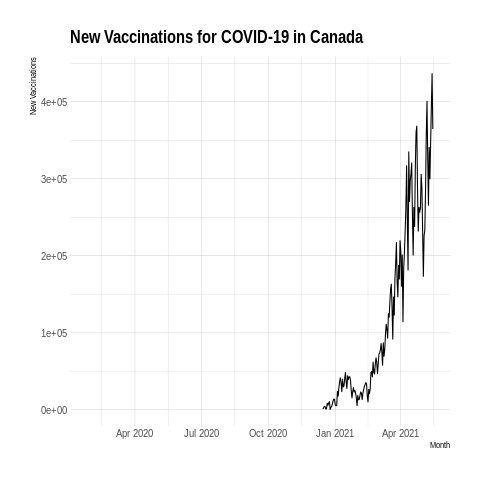 New Vaccinations for COVID-19 in Canada
New Vaccinations
4e+05
3e+05
2e+05
1e+05
0e+00
Apr 2020 Jul 2020 Oct 2020 Jan 2021 Apr 2021
Month